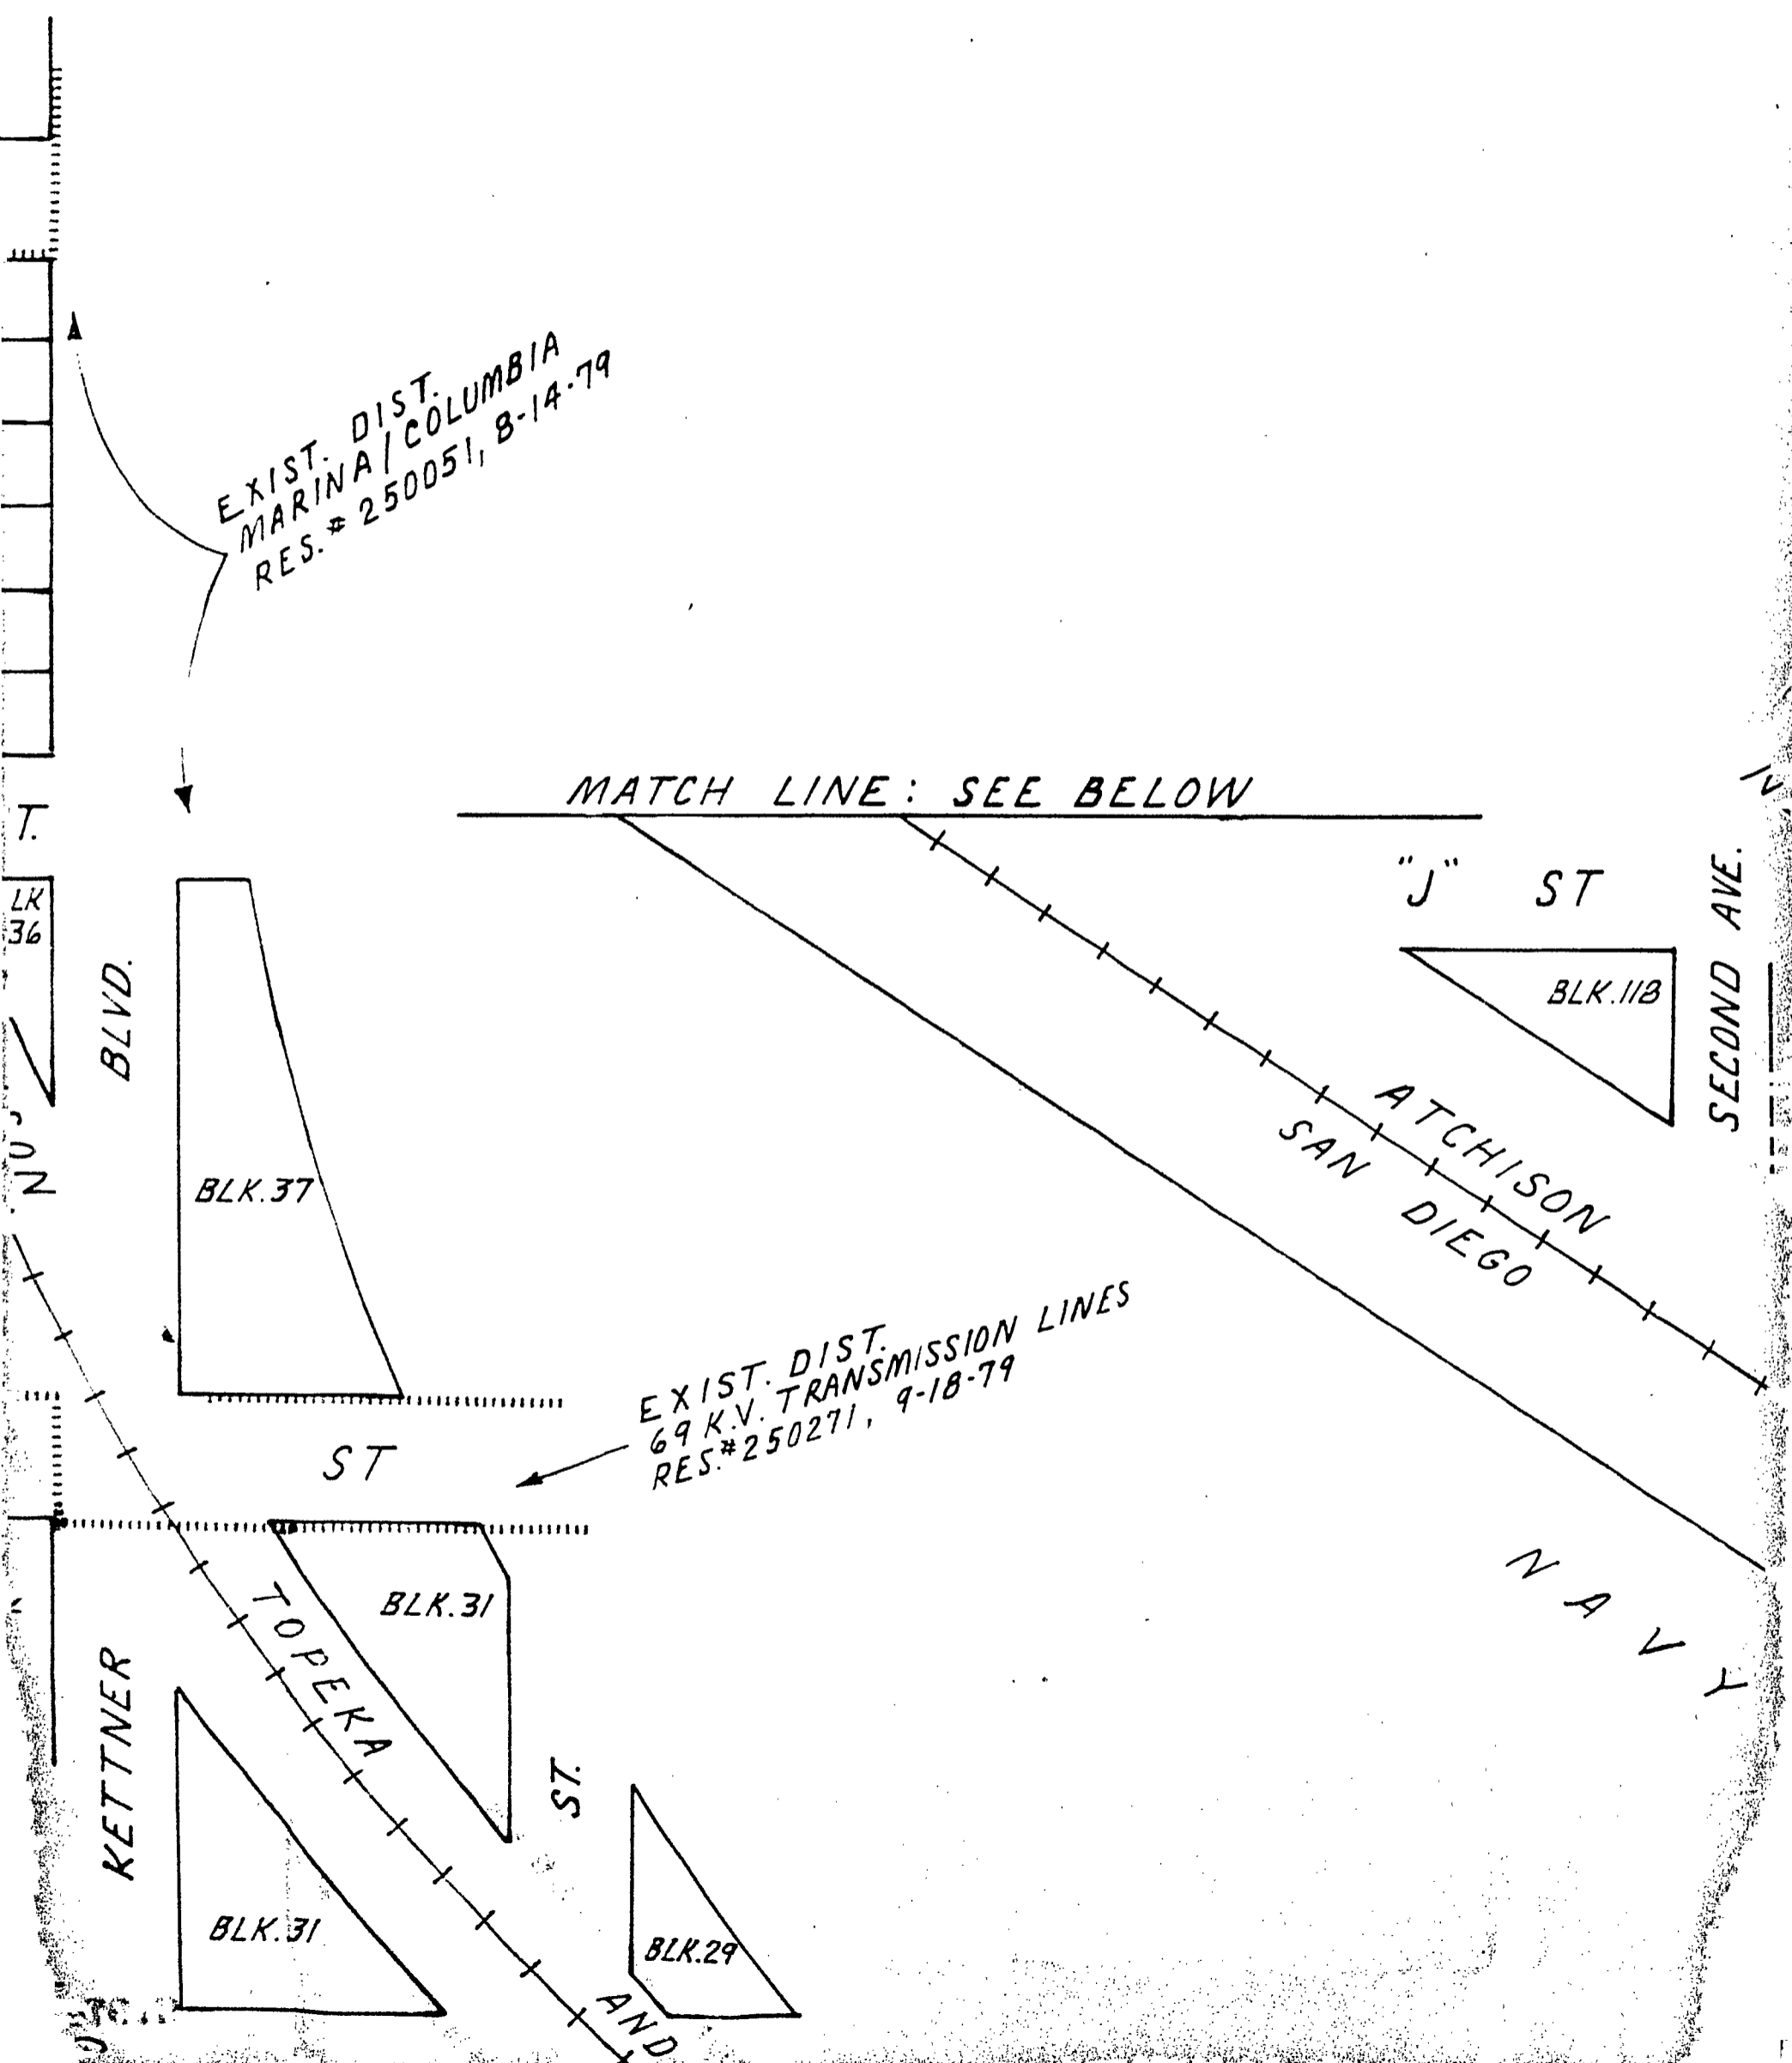 EXIST. DIST.
MARINA/COLUMBIA
RES.# 250051, 8-14-79
MATCH LINE: SEE BELOW
T.
"J" ST
LK
36
BLVD.
BLK.118
SECOND AVE.
BLK.37
ATCHISON
SAN DIEGO
EXIST. DIST.
69 K.V. TRANSMISSION LINES
RES.#250271, 9-18-79
ST
NAVY
BLK.31
TOPEKA
KETTNER
ST.
BLK.31
BLK.29
AND